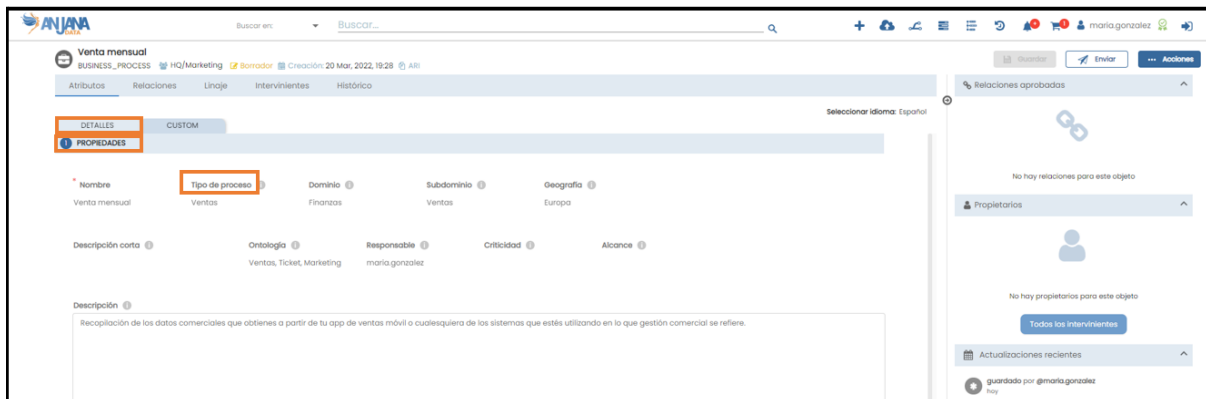 ANJANA
DATA
Buscar en:
Buscar...
maria.gonzalez
Venta mensual
BUSINESS_PROCESS HQ/Marketing Borrador Creación: 20 Mar, 2022, 19:28 ARI
Guardar
Enviar
... Acciones
Atributos Relaciones Linaje Intervinientes Histórico
Seleccionar idioma: Español
DETALLES CUSTOM
1 PROPIEDADES
* Nombre Tipo de proceso Dominio Subdominio Geografía
Venta mensual Ventas Finanzas Ventas Europa
Descripción corta Ontología Responsable Criticidad Alcance
Ventas, Ticket, Marketing maria.gonzalez
Descripción
Recopilación de los datos comerciales que obtienes a partir de tu app de ventas móvil o cualesquiera de los sistemas que estés utilizando en lo que gestión comercial se refiere.
Relaciones aprobadas
No hay relaciones para este objeto
Propietarios
No hay propietarios para este objeto
Todos los intervinientes
Actualizaciones recientes
guardado por @maria.gonzalez
hoy